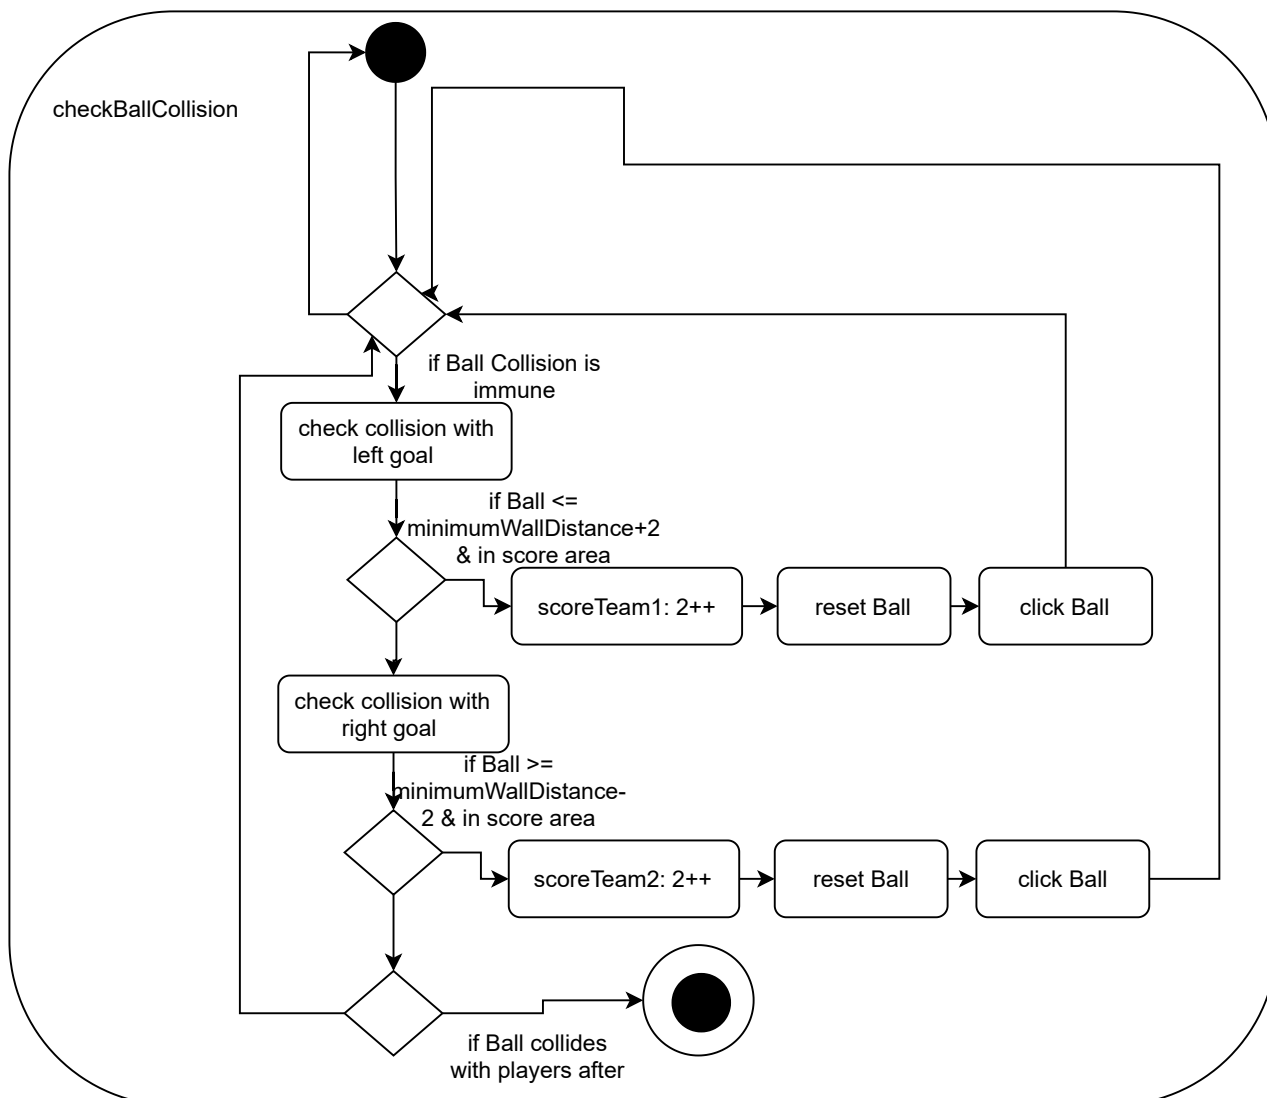 checkBallCollision
if Ball Collision is
immune
check collision with
left goal
if Ball <=
minimumWallDistance+2
& in score area
scoreTeam1: 2++
reset Ball
click Ball
check collision with
right goal
if Ball >=
minimumWallDistance-
2 & in score area
scoreTeam2: 2++
reset Ball
click Ball
if Ball collides
with players after